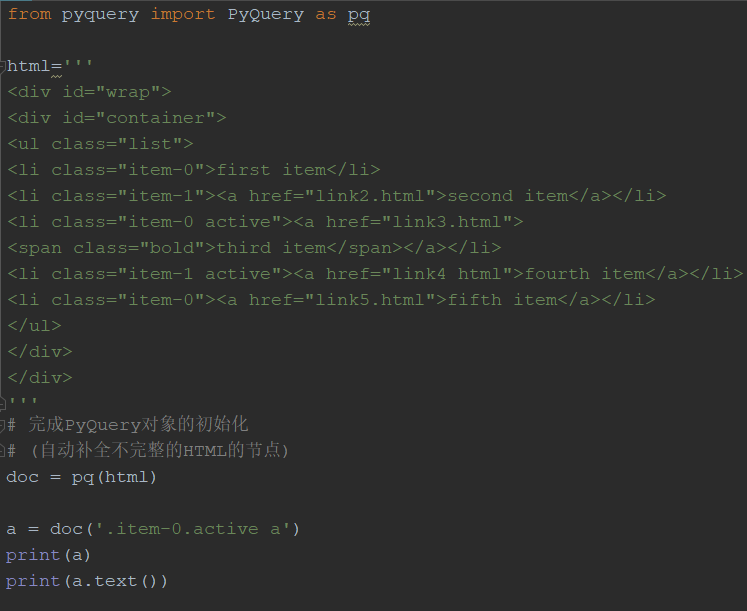 from pyquery import PyQuery as pq
html='''
<div id="wrap">
<div id="container">
<ul class="list">
<li class="item-0">first item</li>
<li class="item-1"><a href="link2.html">second item</a></li>
<li class="item-0 active"><a href="link3.html">
<span class="bold">third item</span></a></li>
<li class="item-1 active"><a href="link4 html">fourth item</a></li>
<li class="item-0"><a href="link5.html">fifth item</a></li>
</ul>
</div>
</div>
'''
# 完成PyQuery对象的初始化
# (自动补全不完整的HTML的节点)
doc = pq(html)
a = doc('.item-0.active a')
print(a)
print(a.text())